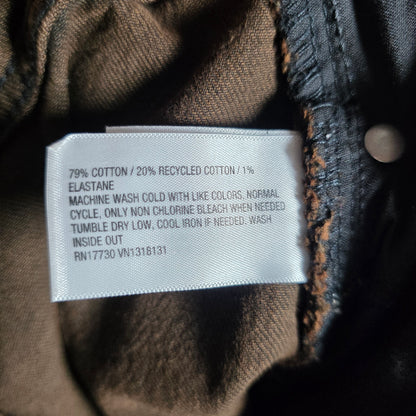 79% COTTON / 20% RECYCLED COTTON / 1%
ELASTANE
MACHINE WASH COLD WITH LIKE COLORS, NORMAL
CYCLE, ONLY NON CHLORINE BLEACH WHEN NEEDED
TUMBLE DRY LOW, COOL IRON IF NEEDED. WASH
INSIDE OUT
RN17730 VN1318131